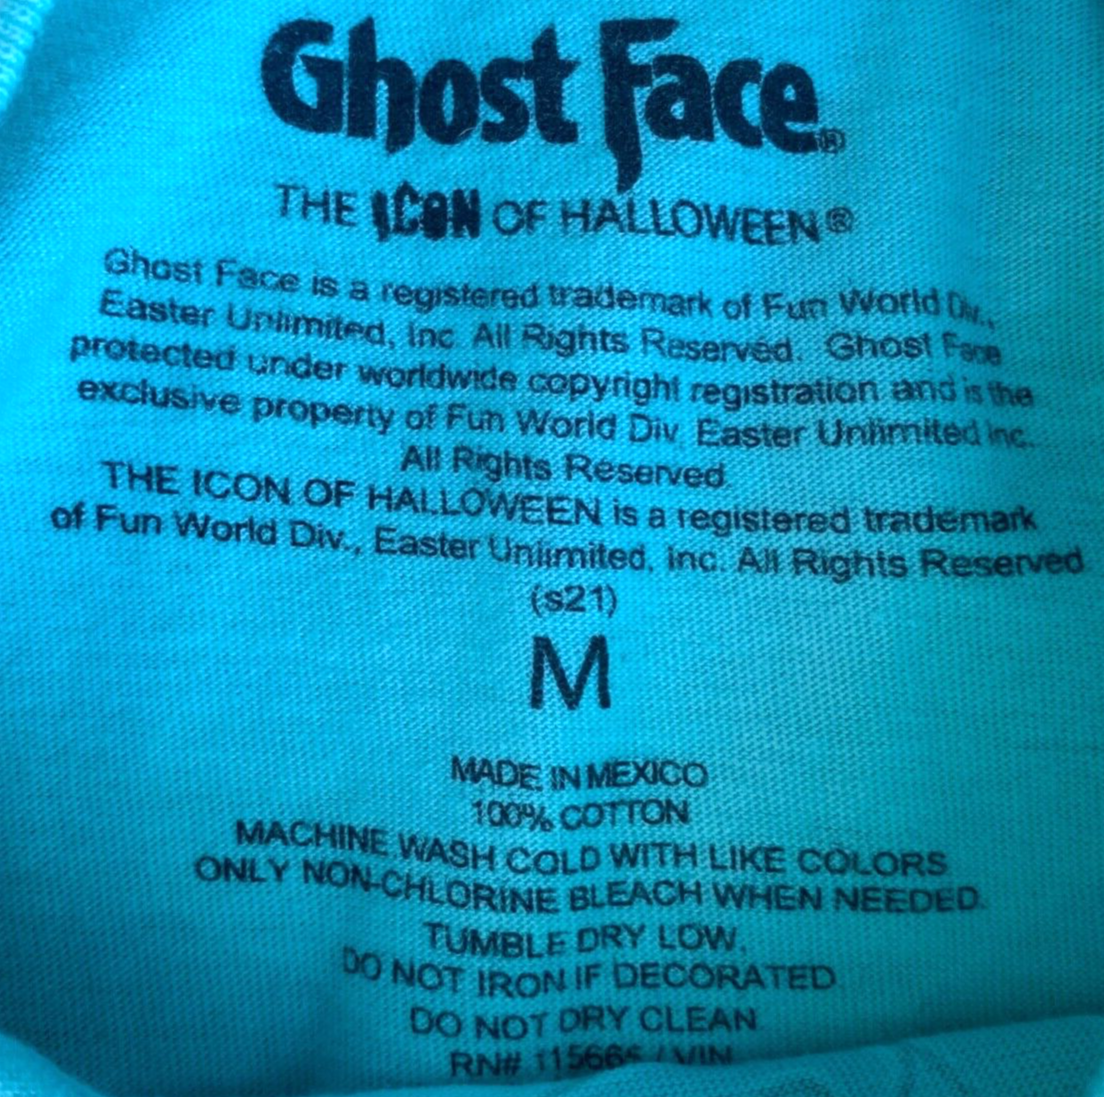 Ghost Face®
THE ICON OF HALLOWEEN®
Ghost Face is a registered trademark of Fun World Div.,
Easter Unlimited, Inc. All Rights Reserved. Ghost Face
protected under worldwide copyright registration and is the
exclusive property of Fun World Div. Easter Unlimited Inc.
All Rights Reserved.
THE ICON OF HALLOWEEN is a registered trademark
of Fun World Div., Easter Unlimited, Inc. All Rights Reserved
(s21)
M
MADE IN MEXICO
100% COTTON
MACHINE WASH COLD WITH LIKE COLORS
ONLY NON-CHLORINE BLEACH WHEN NEEDED.
TUMBLE DRY LOW.
DO NOT IRON IF DECORATED
DO NOT DRY CLEAN
RN#